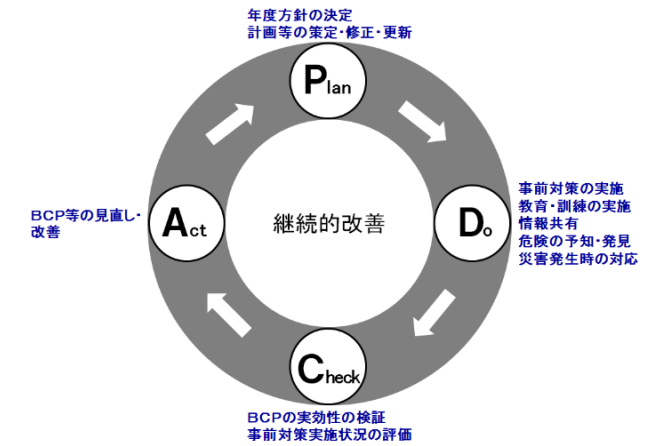 年度方針の決定
計画等の策定・修正・更新
Plan
事前対策の実施
教育・訓練の実施
情報共有
危険の予知・発見
災害発生時の対応
Do
継続的改善
BCP等の見直し・
改善
Act
Check
BCPの実効性の検証
事前対策実施状況の評価